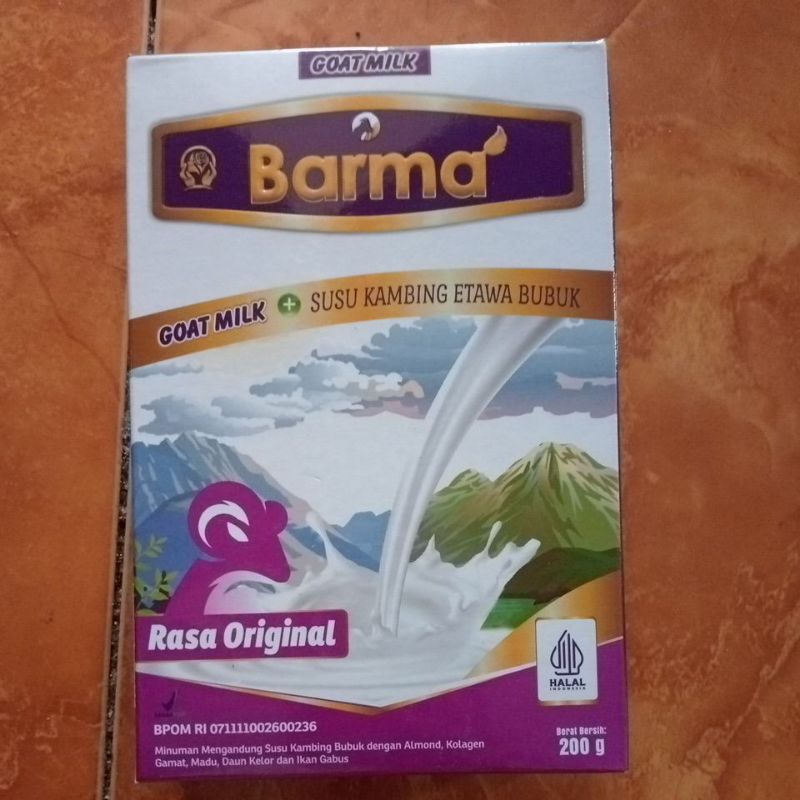 GOAT MILK
Barma
GOAT MILK + SUSU KAMBING ETAWA BUBUK
Rasa Original
HALAL
INDONESIA
BPOM RI 071111002600236
Berat Bersih:
200 g
Minuman Mengandung Susu Kambing Bubuk dengan Almond, Kolagen
Gamat, Madu, Daun Kelor dan Ikan Gabus